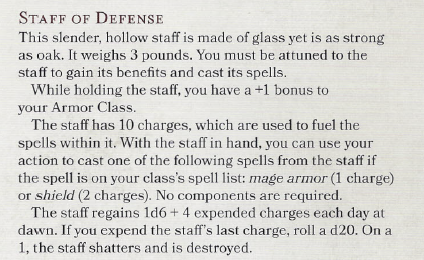 STAFF OF DEFENSE
This slender, hollow staff is made of glass yet is as strong
as oak. It weighs 3 pounds. You must be attuned to the
staff to gain its benefits and cast its spells.
While holding the staff, you have a +1 bonus to
your Armor Class.
The staff has 10 charges, which are used to fuel the
spells within it. With the staff in hand, you can use your
action to cast one of the following spells from the staff if
the spell is on your class's spell list: mage armor (1 charge)
or shield (2 charges). No components are required.
The staff regains 1d6 + 4 expended charges each day at
dawn. If you expend the staff's last charge, roll a d20. On a
1, the staff shatters and is destroyed.